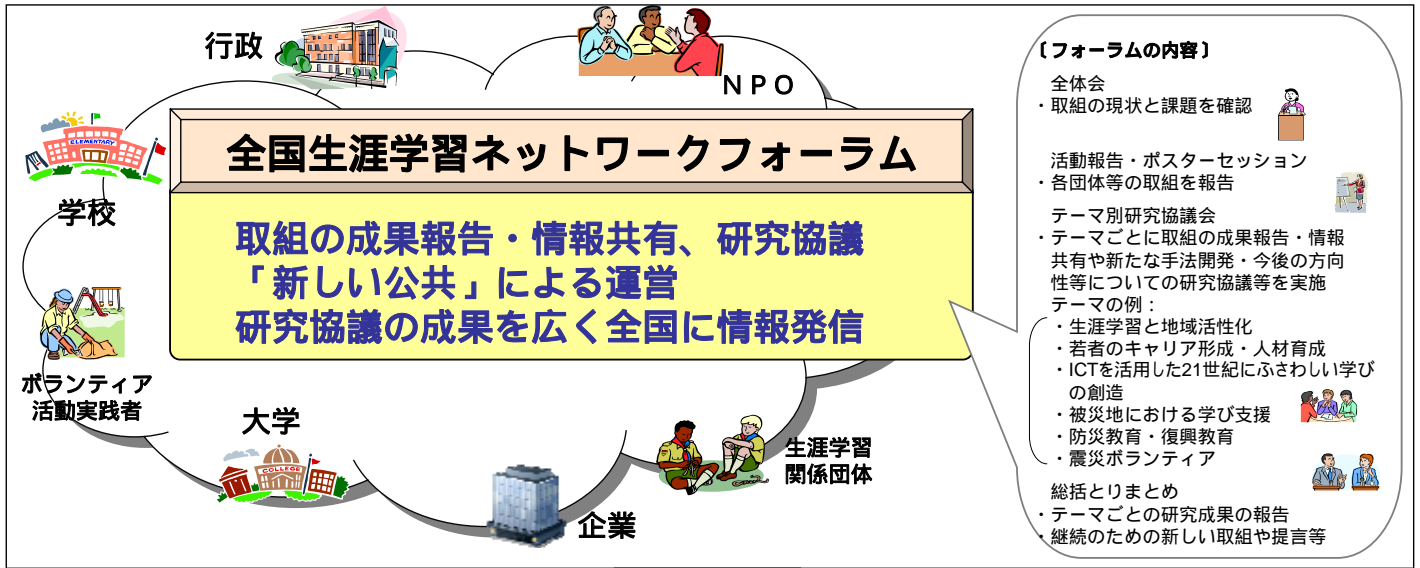 行政
NPO
ELEMENTARY
学校
全国生涯学習ネットワークフォーラム
取組の成果報告・情報共有、研究協議
「新しい公共」による運営
研究協議の成果を広く全国に情報発信
ボランティア
活動実践者
大学
COLLEGE
企業
生涯学習
関係団体
〔フォーラムの内容〕
全体会
・取組の現状と課題を確認
活動報告・ポスターセッション
・各団体等の取組を報告
テーマ別研究協議会
・テーマごとに取組の成果報告・情報
共有や新たな手法開発・今後の方向
性等についての研究協議等を実施
テーマの例：
・生涯学習と地域活性化
・若者のキャリア形成・人材育成
・ICTを活用した21世紀にふさわしい学び
の創造
・被災地における学び支援
・防災教育・復興教育
・震災ボランティア
総括とりまとめ
・テーマごとの研究成果の報告
・継続のための新しい取組や提言等